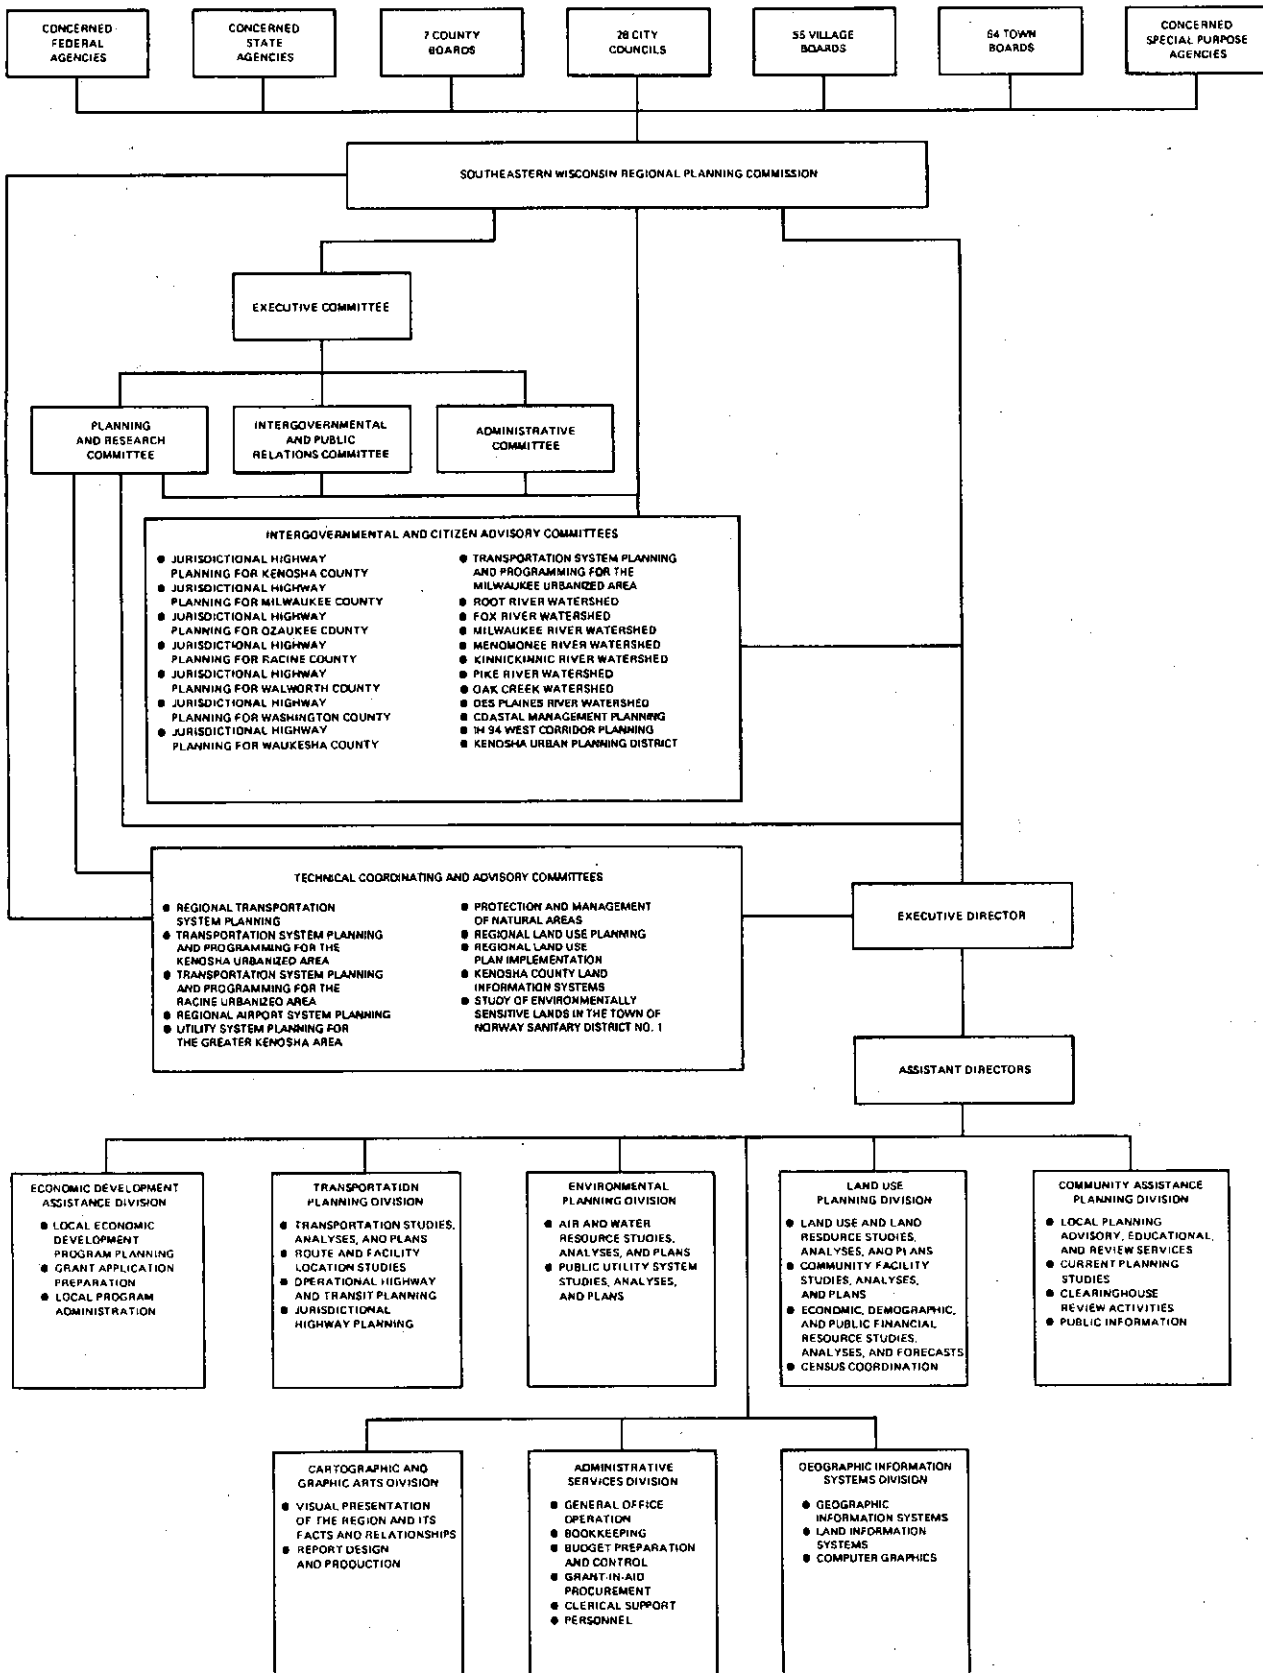 CONCERNED
FEDERAL
AGENCIES
CONCERNED
STATE
AGENCIES
7 COUNTY
BOARDS
28 CITY
COUNCILS
55 VILLAGE
BOARDS
64 TOWN
BOARDS
CONCERNED
SPECIAL PURPOSE
AGENCIES
SOUTHEASTERN WISCONSIN REGIONAL PLANNING COMMISSION
EXECUTIVE COMMITTEE
PLANNING
AND RESEARCH
COMMITTEE
INTERGOVERNMENTAL
AND PUBLIC
RELATIONS COMMITTEE
ADMINISTRATIVE
COMMITTEE
INTERGOVERNMENTAL AND CITIZEN ADVISORY COMMITTEES
● JURISDICTIONAL HIGHWAY
PLANNING FOR KENOSHA COUNTY
● JURISDICTIONAL HIGHWAY
PLANNING FOR MILWAUKEE COUNTY
● JURISDICTIONAL HIGHWAY
PLANNING FOR OZAUKEE COUNTY
● JURISDICTIONAL HIGHWAY
PLANNING FOR RACINE COUNTY
● JURISDICTIONAL HIGHWAY
PLANNING FOR WALWORTH COUNTY
● JURISDICTIONAL HIGHWAY
PLANNING FOR WASHINGTON COUNTY
● JURISDICTIONAL HIGHWAY
PLANNING FOR WAUKESHA COUNTY
● TRANSPORTATION SYSTEM PLANNING
AND PROGRAMMING FOR THE
MILWAUKEE URBANIZED AREA
● ROOT RIVER WATERSHED
● FOX RIVER WATERSHED
● MILWAUKEE RIVER WATERSHED
● MENOMONEE RIVER WATERSHED
● KINNICKINNIC RIVER WATERSHED
● PIKE RIVER WATERSHED
● OAK CREEK WATERSHED
● DES PLAINES RIVER WATERSHED
● COASTAL MANAGEMENT PLANNING
● IH 94 WEST CORRIDOR PLANNING
● KENOSHA URBAN PLANNING DISTRICT
TECHNICAL COORDINATING AND ADVISORY COMMITTEES
● REGIONAL TRANSPORTATION
SYSTEM PLANNING
● TRANSPORTATION SYSTEM PLANNING
AND PROGRAMMING FOR THE
KENOSHA URBANIZED AREA
● TRANSPORTATION SYSTEM PLANNING
AND PROGRAMMING FOR THE
RACINE URBANIZED AREA
● REGIONAL AIRPORT SYSTEM PLANNING
● UTILITY SYSTEM PLANNING FOR
THE GREATER KENOSHA AREA
● PROTECTION AND MANAGEMENT
OF NATURAL AREAS
● REGIONAL LAND USE PLANNING
● REGIONAL LAND USE
PLAN IMPLEMENTATION
● KENOSHA COUNTY LAND
INFORMATION SYSTEMS
● STUDY OF ENVIRONMENTALLY
SENSITIVE LANDS IN THE TOWN OF
NORWAY SANITARY DISTRICT NO. 1
EXECUTIVE DIRECTOR
ASSISTANT DIRECTORS
ECONOMIC DEVELOPMENT
ASSISTANCE DIVISION
● LOCAL ECONOMIC
DEVELOPMENT
PROGRAM PLANNING
● GRANT APPLICATION
PREPARATION
● LOCAL PROGRAM
ADMINISTRATION
TRANSPORTATION
PLANNING DIVISION
● TRANSPORTATION STUDIES,
ANALYSES, AND PLANS
● ROUTE AND FACILITY
LOCATION STUDIES
● OPERATIONAL HIGHWAY
AND TRANSIT PLANNING
● JURISDICTIONAL
HIGHWAY PLANNING
ENVIRONMENTAL
PLANNING DIVISION
● AIR AND WATER
RESOURCE STUDIES,
ANALYSES, AND PLANS
● PUBLIC UTILITY SYSTEM
STUDIES, ANALYSES,
AND PLANS
LAND USE
PLANNING DIVISION
● LAND USE AND LAND
RESOURCE STUDIES,
ANALYSES, AND PLANS
● COMMUNITY FACILITY
STUDIES, ANALYSES,
AND PLANS
● ECONOMIC, DEMOGRAPHIC,
AND PUBLIC FINANCIAL
RESOURCE STUDIES,
ANALYSES, AND FORECASTS
● CENSUS COORDINATION
COMMUNITY ASSISTANCE
PLANNING DIVISION
● LOCAL PLANNING
ADVISORY, EDUCATIONAL,
AND REVIEW SERVICES
● CURRENT PLANNING
STUDIES
● CLEARINGHOUSE
REVIEW ACTIVITIES
● PUBLIC INFORMATION
CARTOGRAPHIC AND
GRAPHIC ARTS DIVISION
● VISUAL PRESENTATION
OF THE REGION AND ITS
FACTS AND RELATIONSHIPS
● REPORT DESIGN
AND PRODUCTION
ADMINISTRATIVE
SERVICES DIVISION
● GENERAL OFFICE
OPERATION
● BOOKKEEPING
● BUDGET PREPARATION
AND CONTROL
● GRANT-IN-AID
PROCUREMENT
● CLERICAL SUPPORT
● PERSONNEL
GEOGRAPHIC INFORMATION
SYSTEMS DIVISION
● GEOGRAPHIC
INFORMATION SYSTEMS
● LAND INFORMATION
SYSTEMS
● COMPUTER GRAPHICS